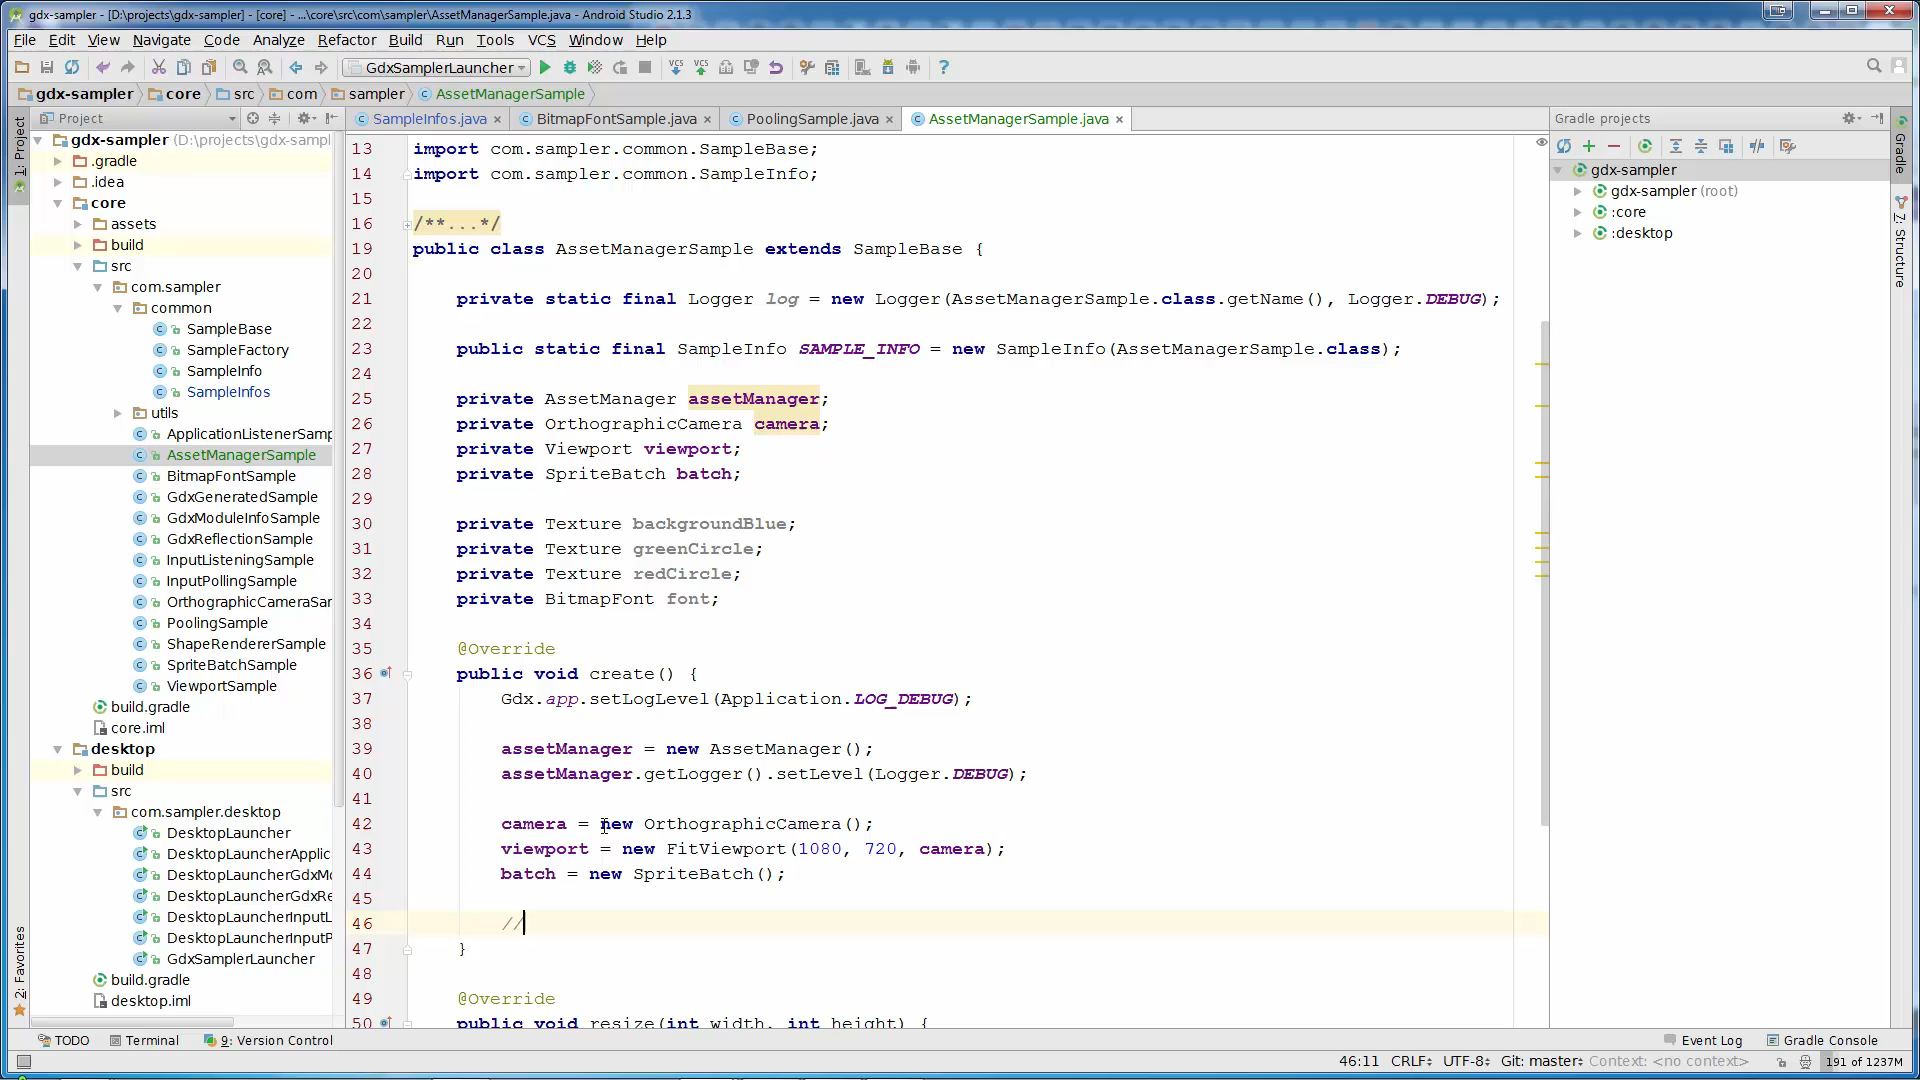 gdx-sampler - [D:\projects\gdx-sampler] - [core] - ...\core\src\com\sampler\AssetManagerSample.java - Android Studio 2.1.3
File Edit View Navigate Code Analyze Refactor Build Run Tools VCS Window Help
GdxSamplerLauncher
gdx-sampler core src com sampler AssetManagerSample
Project
SampleInfos.java BitmapFontSample.java PoolingSample.java AssetManagerSample.java
Gradle projects
1: Project
2: Favorites
gdx-sampler (D:\projects\gdx-sampl
.gradle
.idea
core
assets
build
src
com.sampler
common
SampleBase
SampleFactory
SampleInfo
SampleInfos
utils
ApplicationListenerSamp
AssetManagerSample
BitmapFontSample
GdxGeneratedSample
GdxModuleInfoSample
GdxReflectionSample
InputListeningSample
InputPollingSample
OrthographicCameraSar
PoolingSample
ShapeRendererSample
SpriteBatchSample
ViewportSample
build.gradle
core.iml
desktop
build
src
com.sampler.desktop
DesktopLauncher
DesktopLauncherApplic
DesktopLauncherGdxMo
DesktopLauncherGdxRe
DesktopLauncherInputL
DesktopLauncherInputP
GdxSamplerLauncher
build.gradle
desktop.iml
13 import com.sampler.common.SampleBase;
14 import com.sampler.common.SampleInfo;
15
16 /**...*/
19 public class AssetManagerSample extends SampleBase {
20
21 private static final Logger log = new Logger(AssetManagerSample.class.getName(), Logger.DEBUG);
22
23 public static final SampleInfo SAMPLE_INFO = new SampleInfo(AssetManagerSample.class);
24
25 private AssetManager assetManager;
26 private OrthographicCamera camera;
27 private Viewport viewport;
28 private SpriteBatch batch;
29
30 private Texture backgroundBlue;
31 private Texture greenCircle;
32 private Texture redCircle;
33 private BitmapFont font;
34
35 @Override
36 public void create() {
37 Gdx.app.setLogLevel(Application.LOG_DEBUG);
38
39 assetManager = new AssetManager();
40 assetManager.getLogger().setLevel(Logger.DEBUG);
41
42 camera = new OrthographicCamera();
43 viewport = new FitViewport(1080, 720, camera);
44 batch = new SpriteBatch();
45
46 //
47 }
48
49 @Override
50 public void resize(int width, int height) {
gdx-sampler
gdx-sampler (root)
:core
:desktop
Gradle
7: Structure
TODO Terminal 9: Version Control Event Log Gradle Console
46:11 CRLF UTF-8 Git: master Context: <no context> 191 of 1237M